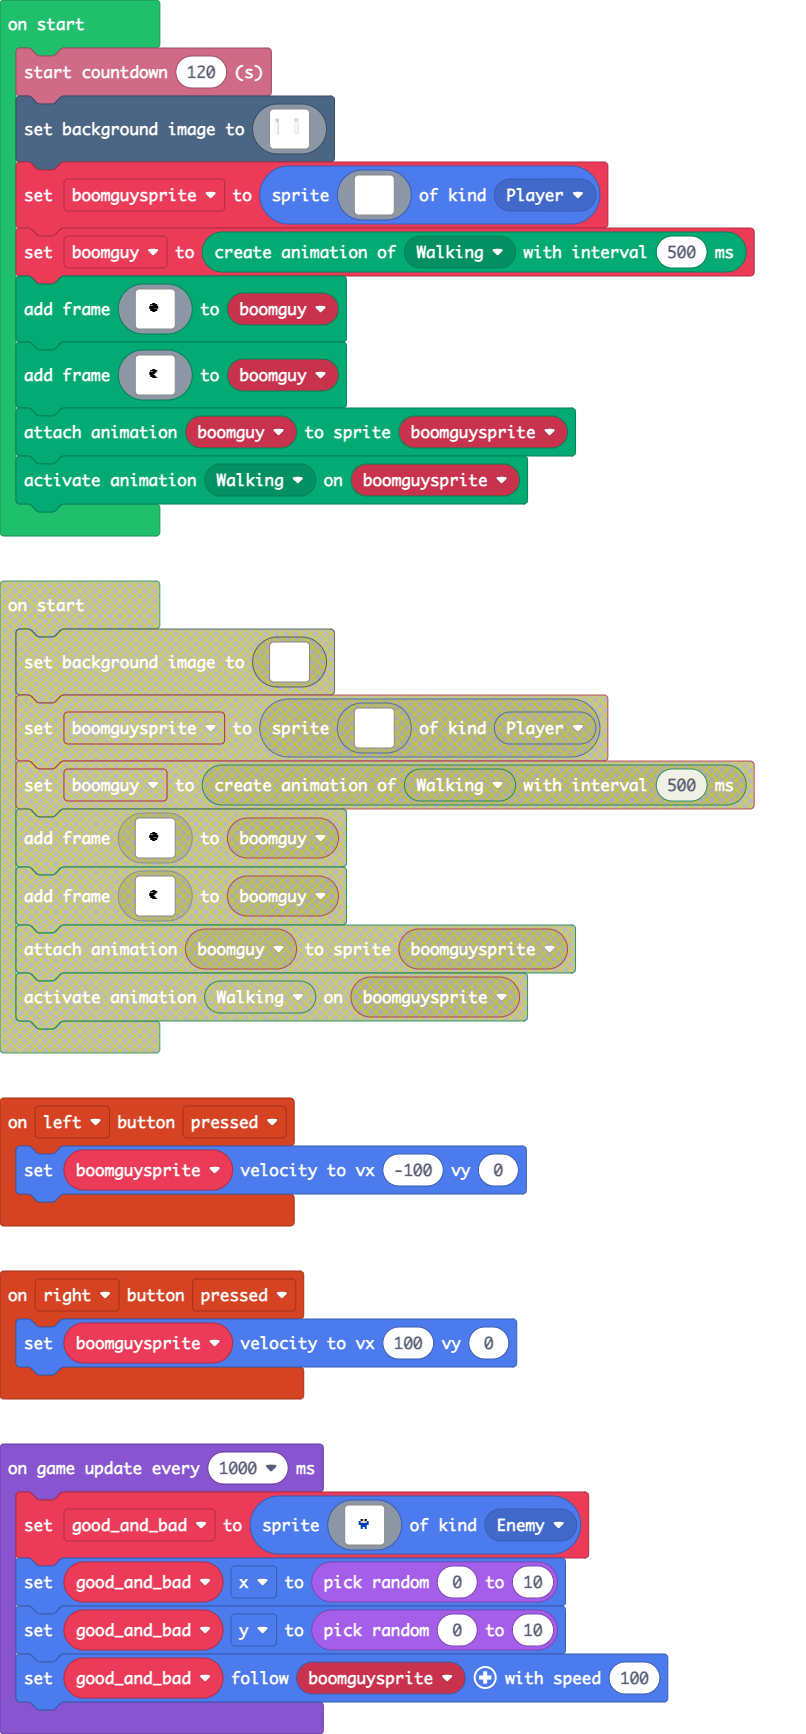 on start
start countdown 120 (s)
set background image to
set boomguysprite to sprite of kind Player
set boomguy to create animation of Walking with interval 500 ms
add frame to boomguy
add frame to boomguy
attach animation boomguy to sprite boomguysprite
activate animation Walking on boomguysprite
on start
set background image to
set boomguysprite to sprite of kind Player
set boomguy to create animation of Walking with interval 500 ms
add frame to boomguy
add frame to boomguy
attach animation boomguy to sprite boomguysprite
activate animation Walking on boomguysprite
on left button pressed
set boomguysprite velocity to vx -100 vy 0
on right button pressed
set boomguysprite velocity to vx 100 vy 0
on game update every 1000 ms
set good_and_bad to sprite of kind Enemy
set good_and_bad x to pick random 0 to 10
set good_and_bad y to pick random 0 to 10
set good_and_bad follow boomguysprite with speed 100